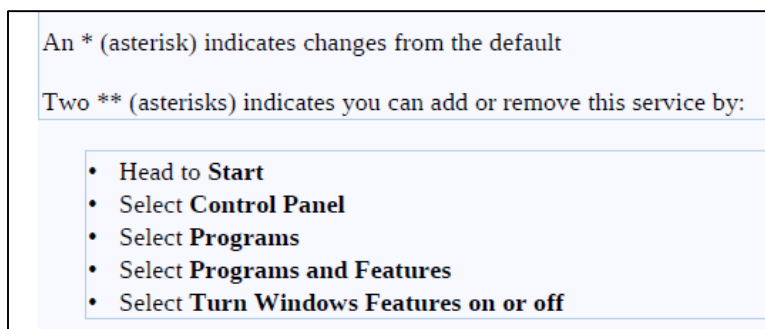 An * (asterisk) indicates changes from the default
Two ** (asterisks) indicates you can add or remove this service by:
• Head to Start
• Select Control Panel
• Select Programs
• Select Programs and Features
• Select Turn Windows Features on or off